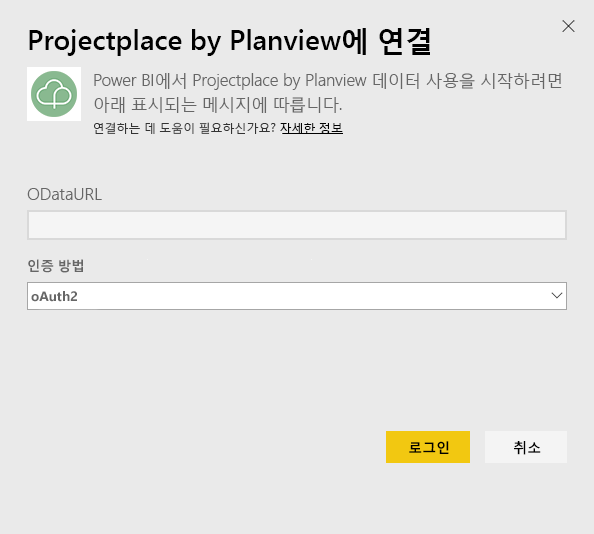 Projectplace by Planview에 연결
Power BI에서 Projectplace by Planview 데이터 사용을 시작하려면
아래 표시되는 메시지에 따릅니다.
연결하는 데 도움이 필요하신가요? 자세한 정보
ODataURL
인증 방법
oAuth2
로그인
취소